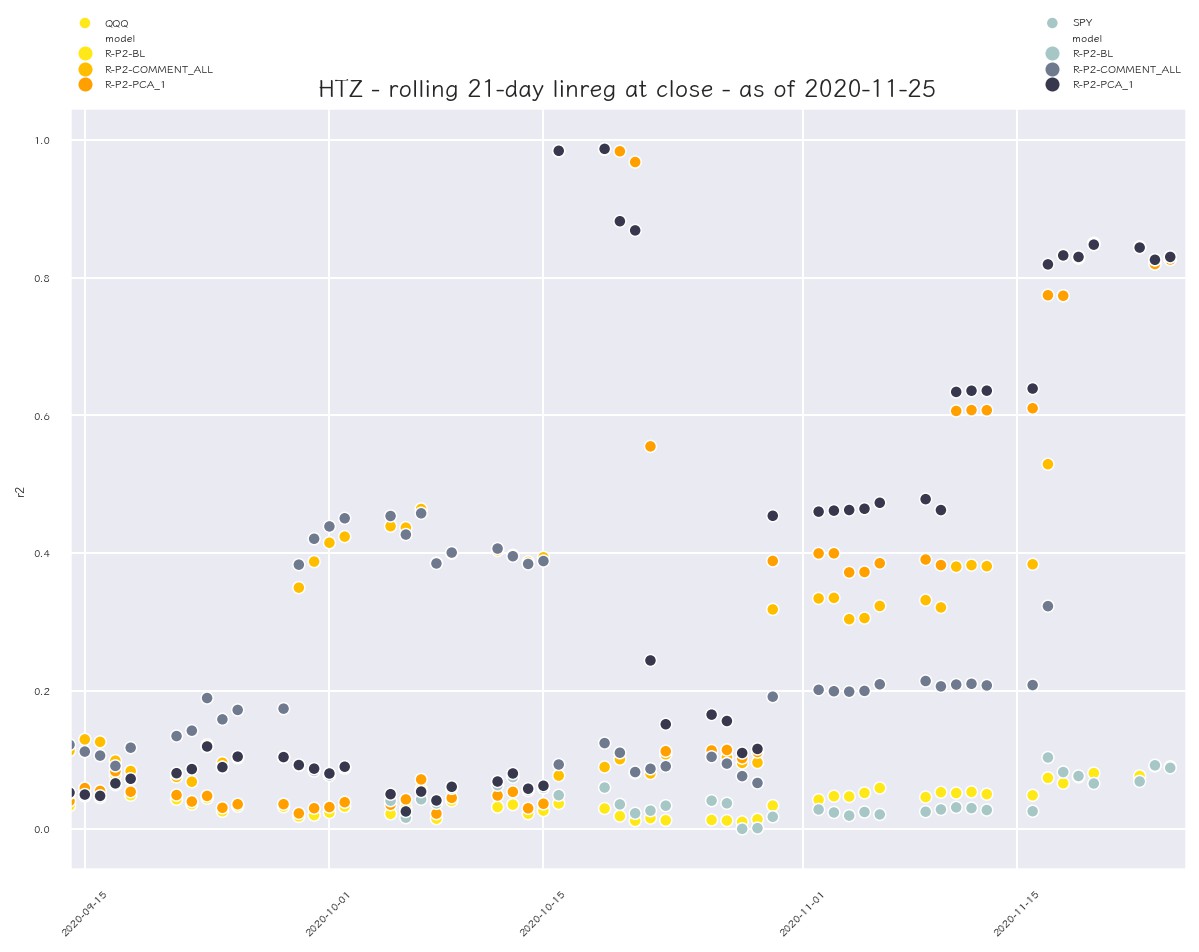 QQQ
model
R-P2-BL
R-P2-COMMENT_ALL
R-P2-PCA_1
SPY
model
R-P2-BL
R-P2-COMMENT_ALL
R-P2-PCA_1
HTZ - rolling 21-day linreg at close - as of 2020-11-25
1.0
0.8
0.6
0.4
0.2
0.0
r2
2020-09-15
2020-10-01
2020-10-15
2020-11-01
2020-11-15